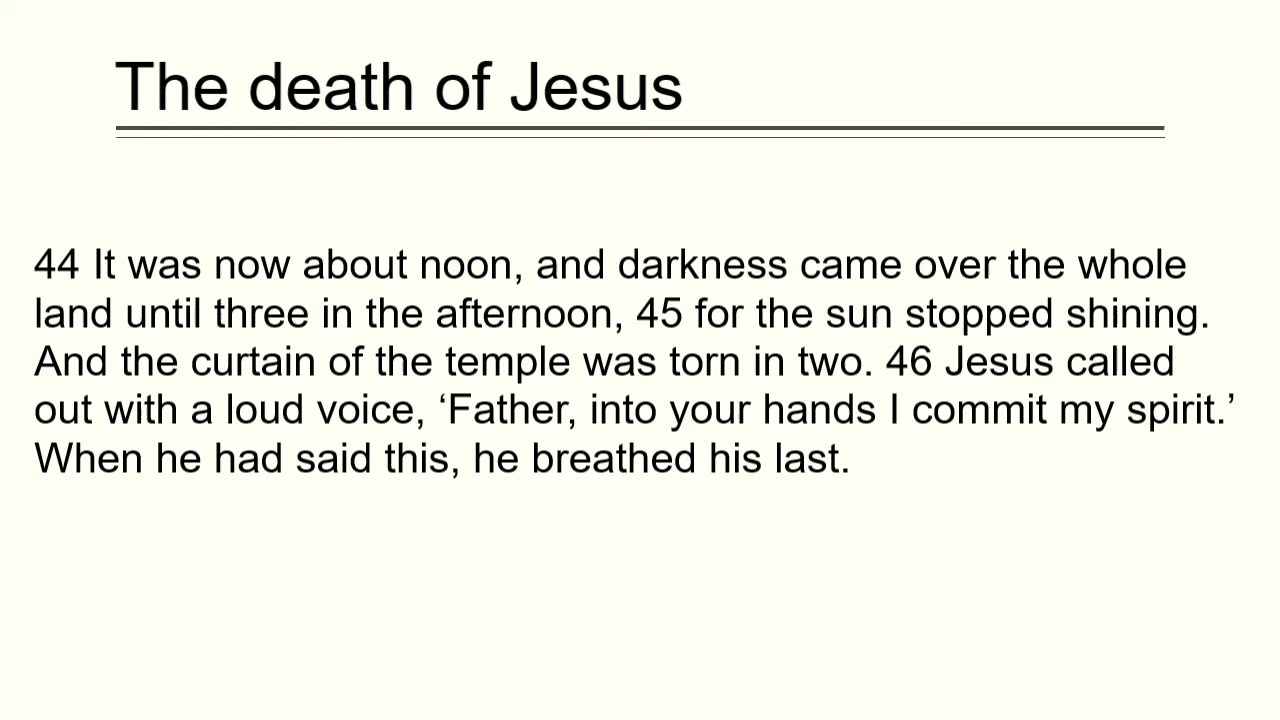 The death of Jesus
44 It was now about noon, and darkness came over the whole
land until three in the afternoon, 45 for the sun stopped shining.
And the curtain of the temple was torn in two. 46 Jesus called
out with a loud voice, ‘Father, into your hands I commit my spirit.’
When he had said this, he breathed his last.